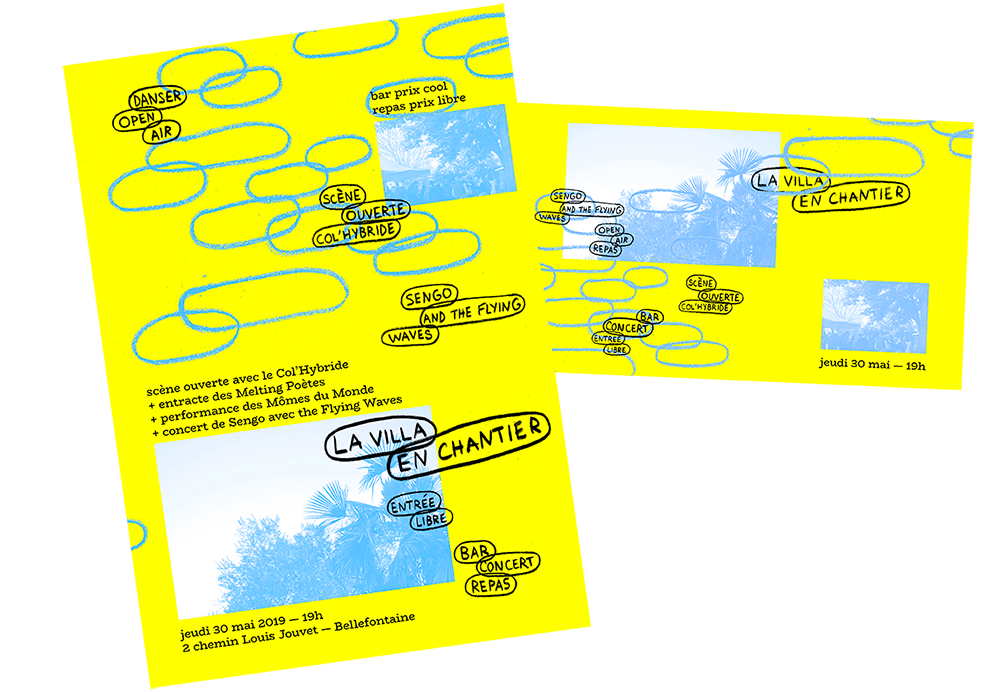 DANSER
OPEN
AIR
bar prix cool
repas prix libre
SCÈNE
OUVERTE
COL'HYBRIDE
SENGO
AND THE FLYING
WAVES
scène ouverte avec le Col'Hybride
+ entracte des Melting Poètes
+ performance des Mômes du Monde
+ concert de Sengo avec the Flying Waves
LA VILLA
EN CHANTIER
ENTRÉE
LIBRE
BAR
CONCERT
REPAS
jeudi 30 mai 2019 — 19h
2 chemin Louis Jouvet — Bellefontaine
LA VILLA
EN CHANTIER
SENGO
AND THE FLYING
WAVES
OPEN
AIR
REPAS
SCÈNE
OUVERTE
COL'HYBRIDE
BAR
CONCERT
ENTRÉE
LIBRE
jeudi 30 mai — 19h